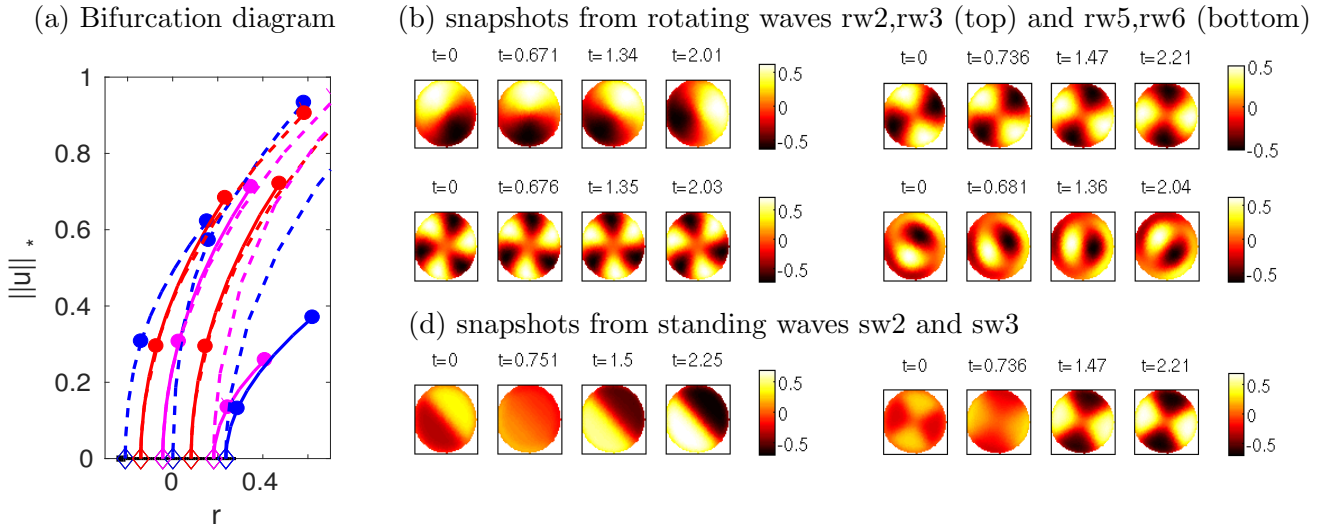 (a) Bifurcation diagram
1
0.8
0.6
0.4
0.2
0
0 0.4
||u||*
r
(b) snapshots from rotating waves rw2,rw3 (top) and rw5,rw6 (bottom)
t=0 t=0.671 t=1.34 t=2.01
0.5
0
-0.5
t=0 t=0.736 t=1.47 t=2.21
0.5
0
-0.5
t=0 t=0.676 t=1.35 t=2.03
0.5
0
-0.5
t=0 t=0.681 t=1.36 t=2.04
0.5
0
-0.5
(d) snapshots from standing waves sw2 and sw3
t=0 t=0.751 t=1.5 t=2.25
0.5
0
-0.5
t=0 t=0.736 t=1.47 t=2.21
0.5
0
-0.5